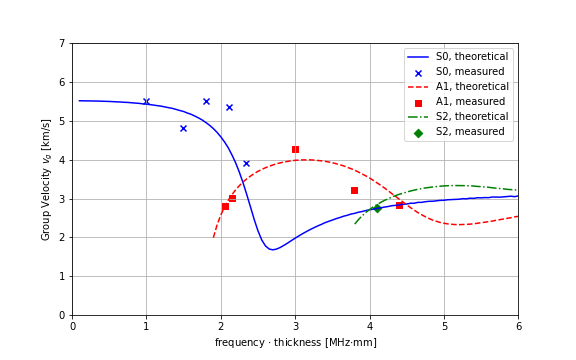 7
6
5
4
3
2
1
0
Group Velocity vg [km/s]
S0, theoretical
S0, measured
A1, theoretical
A1, measured
S2, theoretical
S2, measured
0 1 2 3 4 5 6
frequency · thickness [MHz·mm]